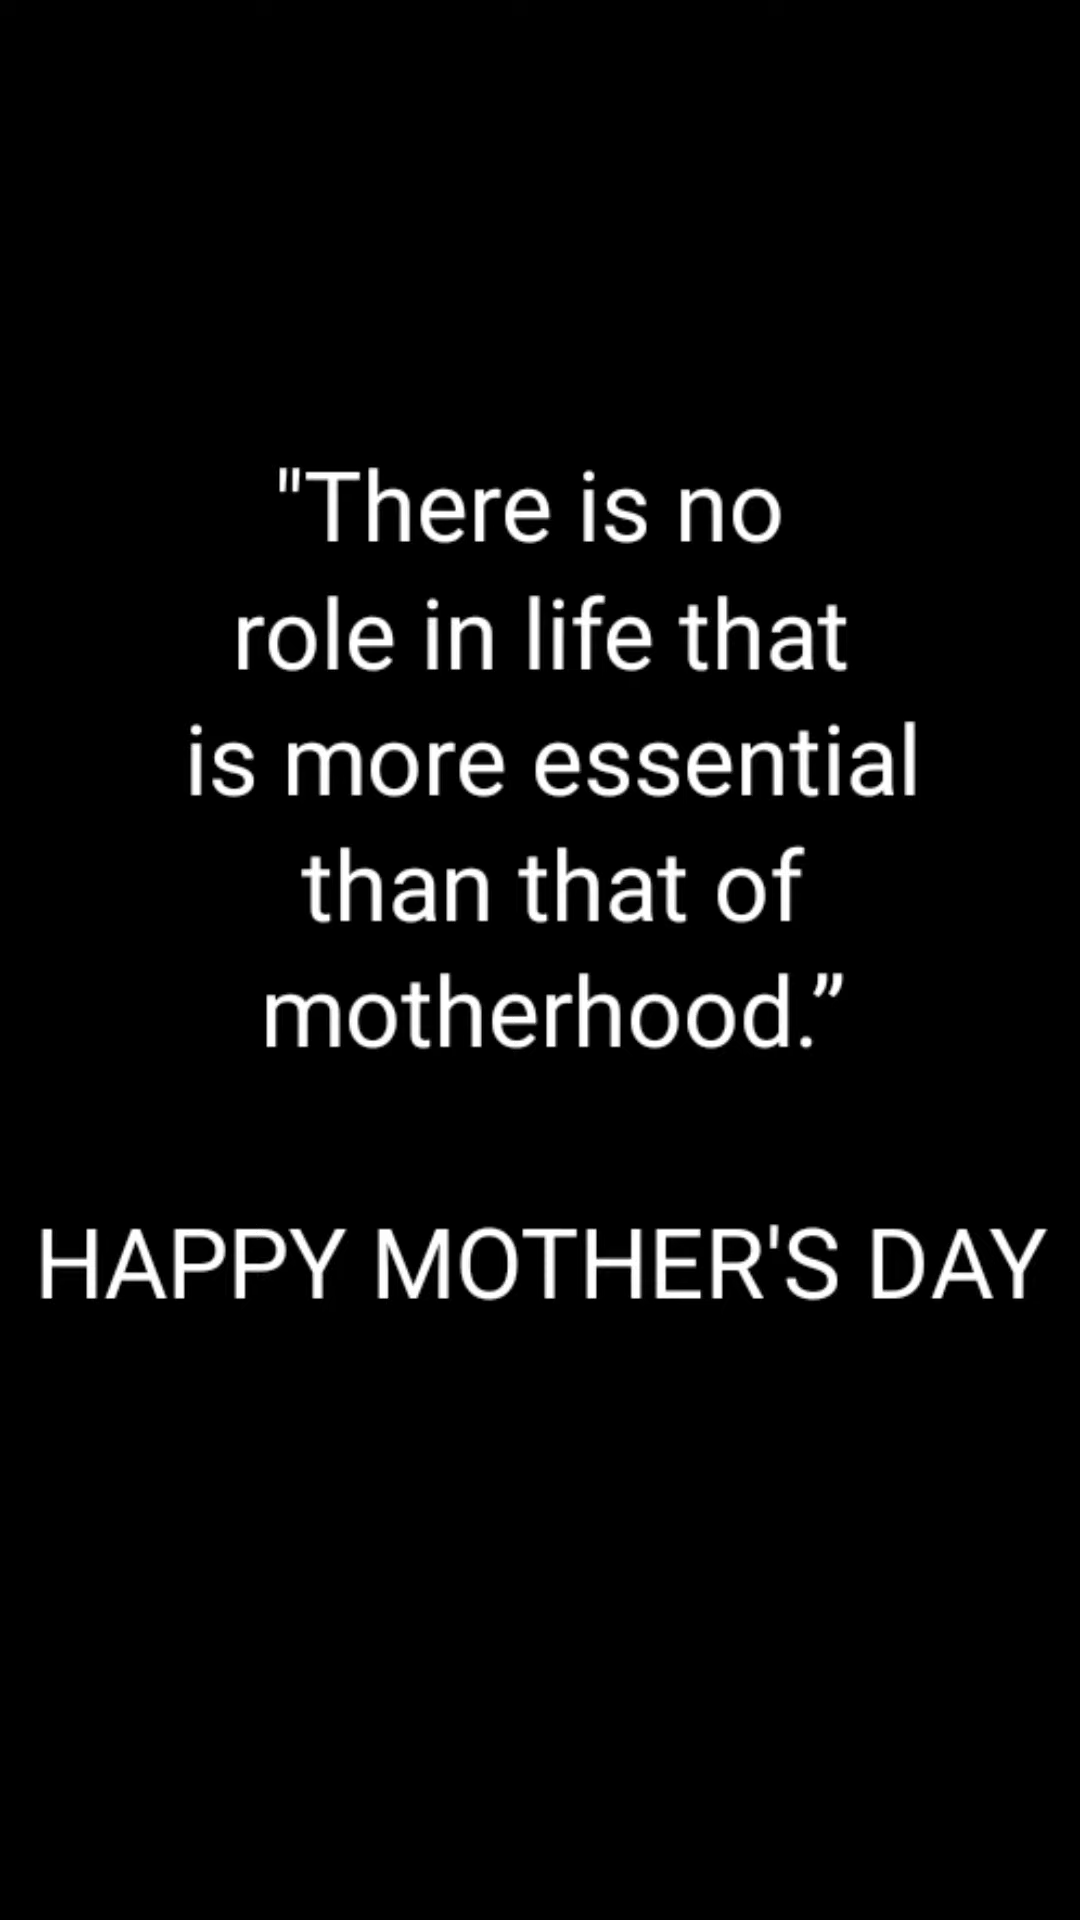 "There is no
role in life that
is more essential
than that of
motherhood.”
HAPPY MOTHER'S DAY